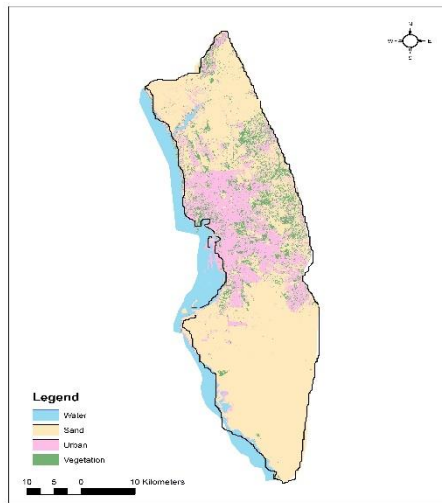 N
W E
S
Legend
Water
Sand
Urban
Vegetation
10 5 0 10 Kilometers